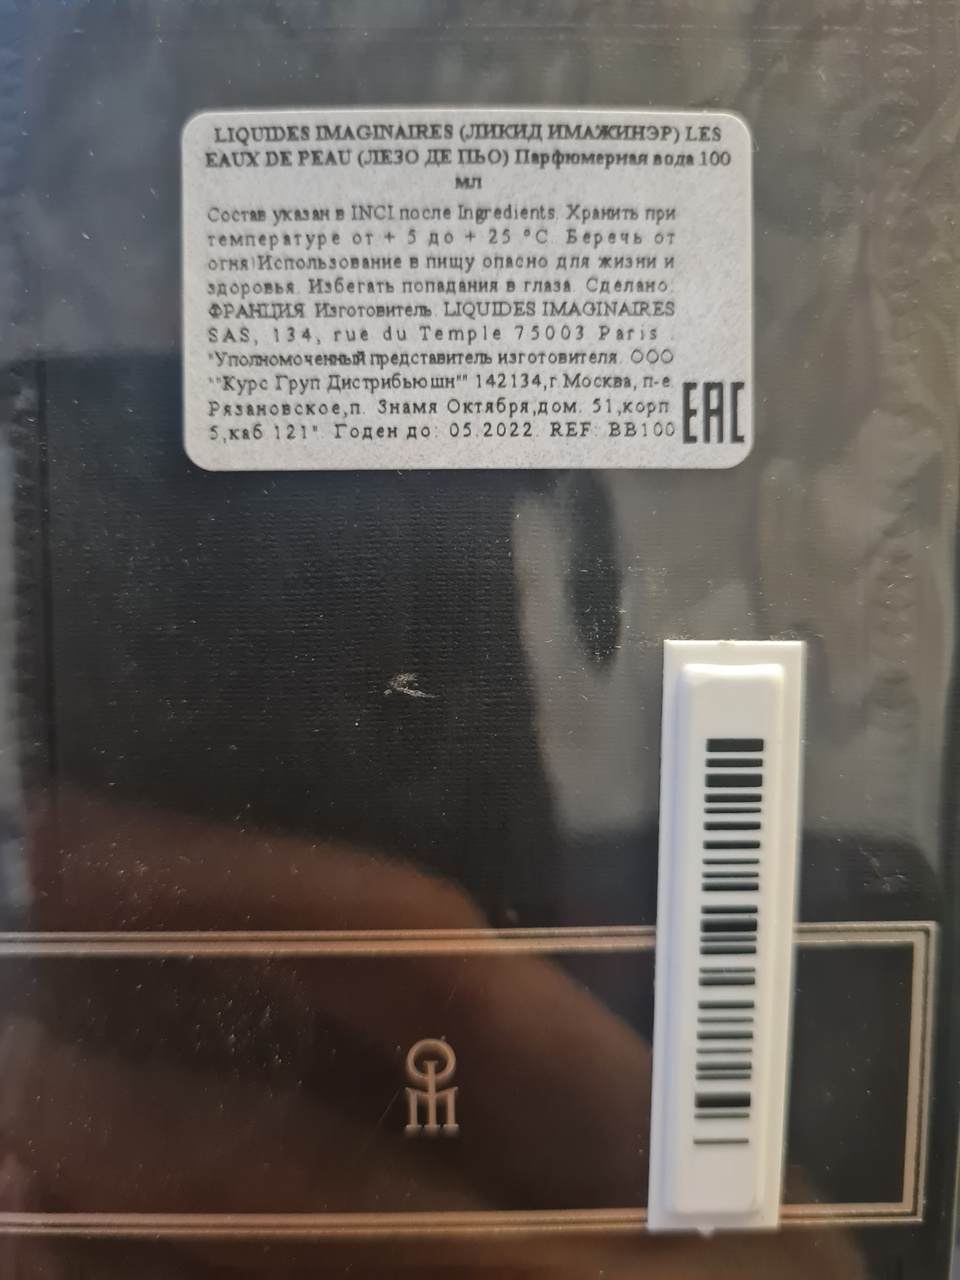 LIQUIDES IMAGINAIRES (ЛИКИД ИМАЖИНЭР) LES
EAUX DE PEAU (ЛЕЗО ДЕ ПЬО) Парфюмерная вода 100
мл
Состав указан в INCI после Ingredients. Хранить при
температуре от + 5 до + 25 °C. Беречь от
огня!Использование в пищу опасно для жизни и
здоровья. Избегать попадания в глаза. Сделано:
ФРАНЦИЯ. Изготовитель: LIQUIDES IMAGINAIRES
SAS, 134, rue du Temple 75003 Paris .
"Уполномоченный представитель изготовителя: ООО
""Курс Груп Дистрибьюшн"" 142134,г.Москва, п-е
Рязановское,п. Знамя Октября,дом. 51,корп.
5,каб 121". Годен до: 05.2022. REF: BB100
EAC